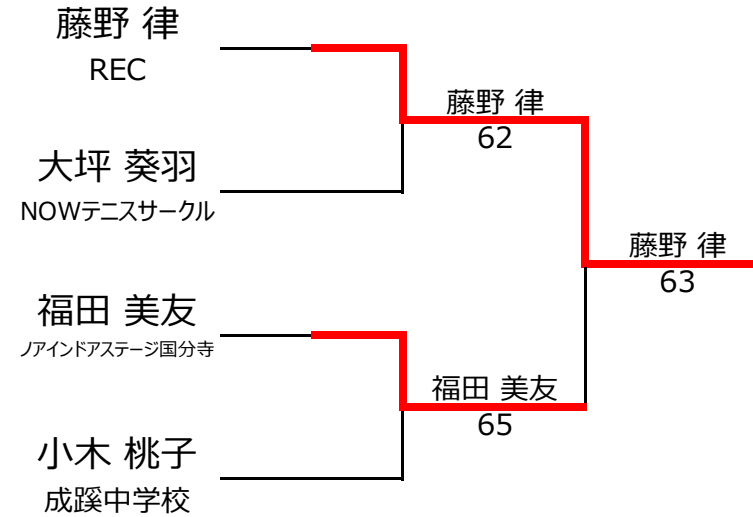 藤野 律
REC
大坪 葵羽
NOWテニスサークル
福田 美友
ノアインドアステージ国分寺
小木 桃子
成蹊中学校
藤野 律
62
福田 美友
65
藤野 律
63